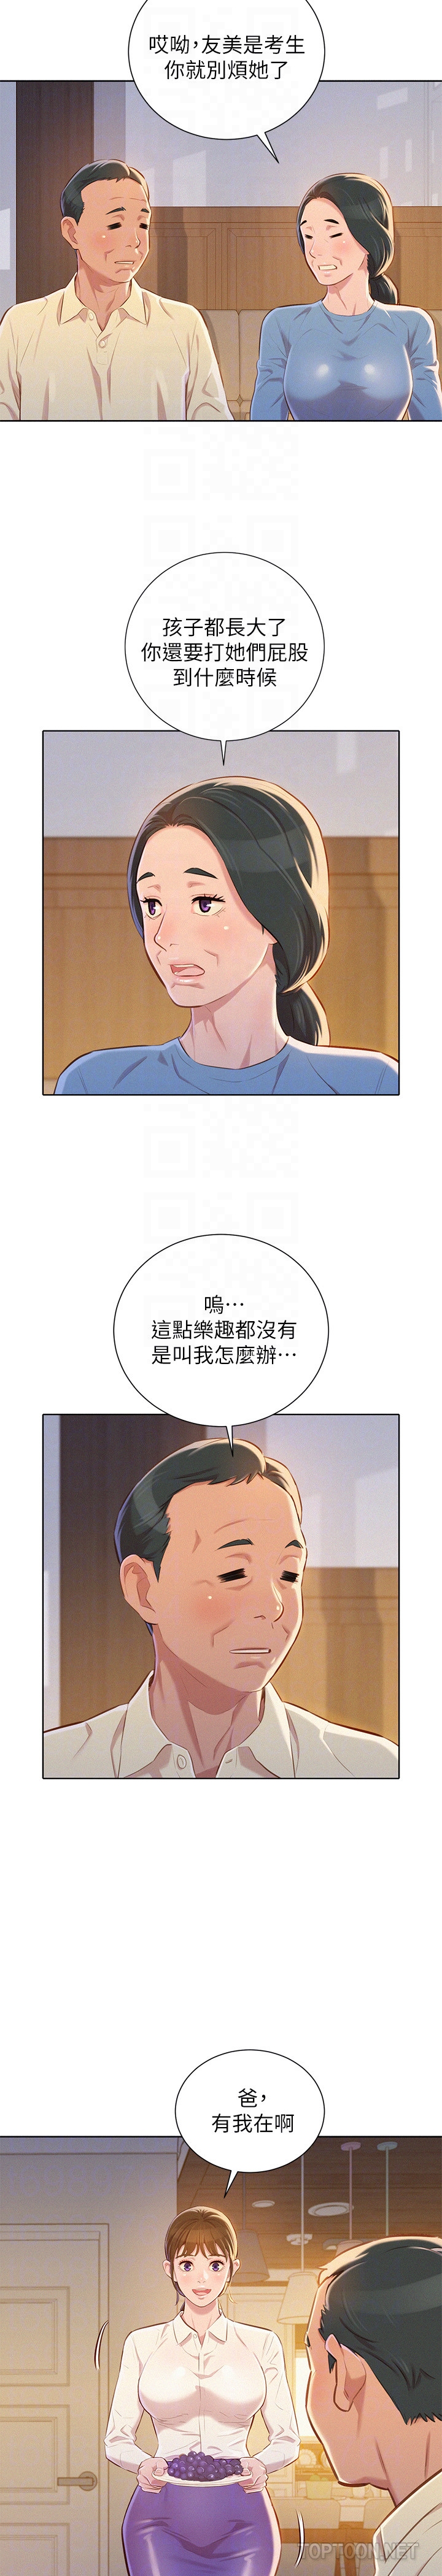 哎呦，友美是考生
你就別煩她了
孩子都長大了
你還要打她們屁股
到什麼時候
嗚⋯
這點樂趣都沒有
是叫我怎麼辦⋯
爸，
有我在啊
TOPTOON.NET